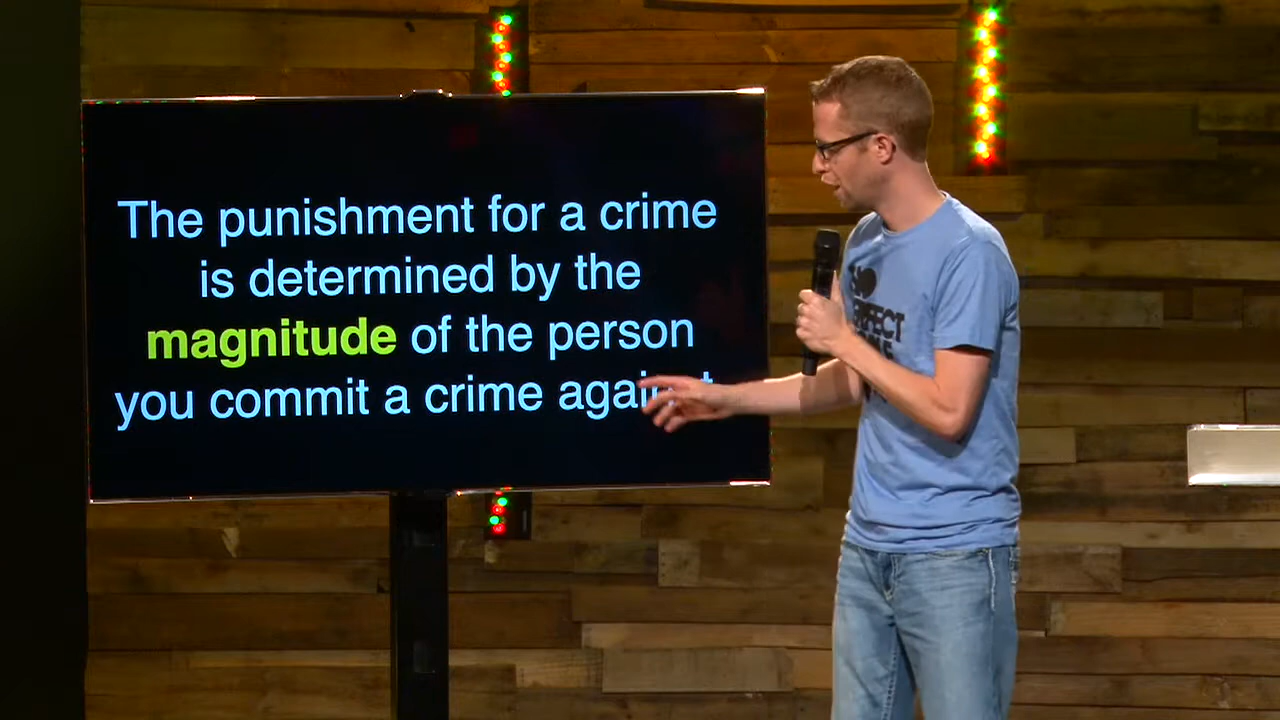 The punishment for a crime
is determined by the
magnitude of the person
you commit a crime